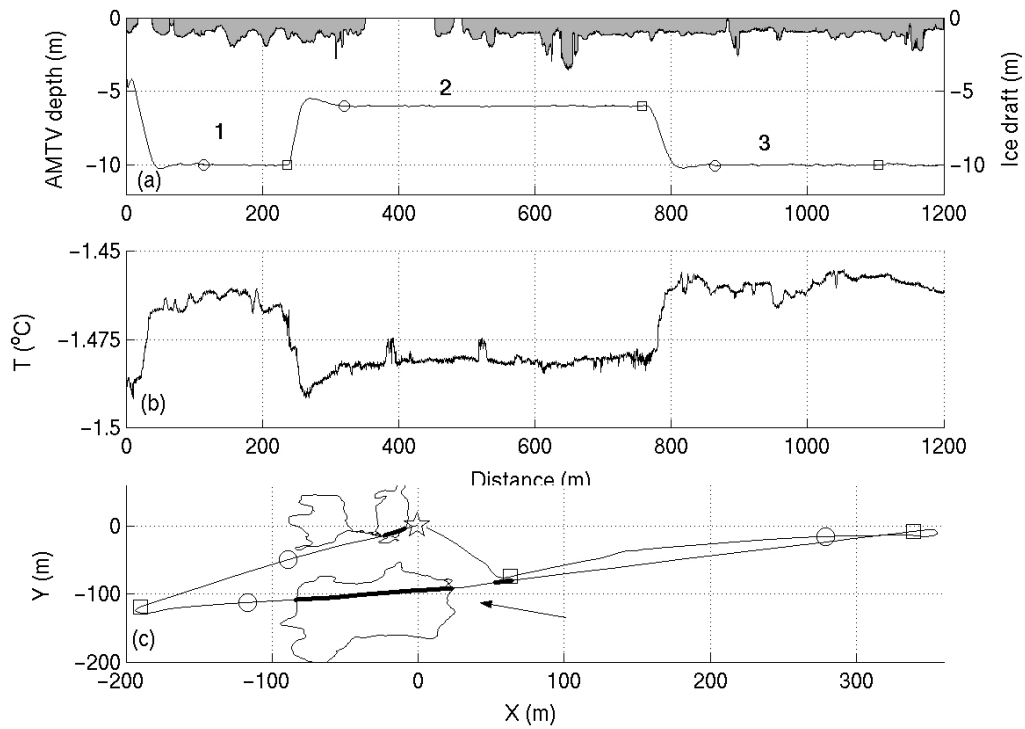 0
−5
−10
AMTV depth (m)
1
2
3
(a)
0
−5
−10
Ice draft (m)
0 200 400 600 800 1000 1200
−1.45
−1.475
−1.5
T (°C)
(b)
0 200 400 600 800 1000 1200
Distance (m)
0
−50
−100
−150
−200
Y (m)
(c)
−200 −100 0 100 200 300
X (m)